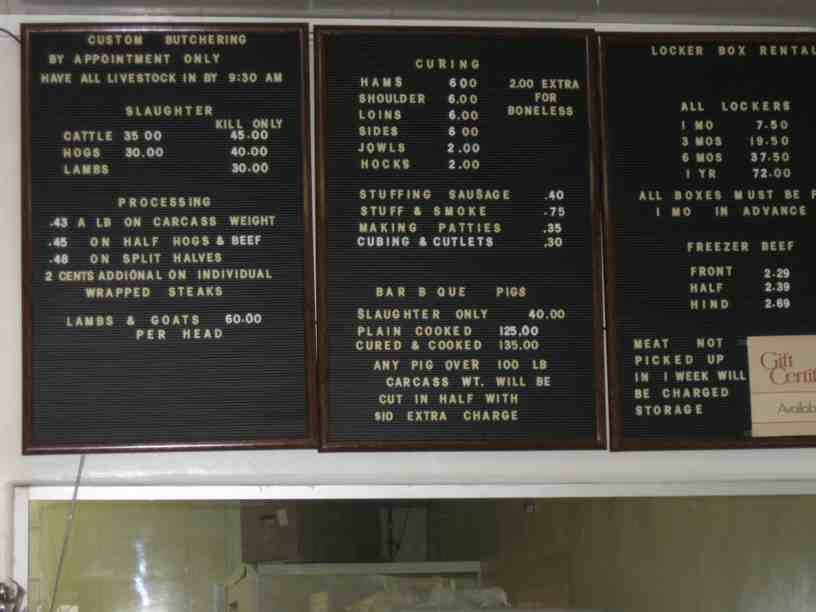 CUSTOM BUTCHERING
BY APPOINTMENT ONLY
HAVE ALL LIVESTOCK IN BY 9:30 AM
SLAUGHTER
KILL ONLY
CATTLE 35 00 45.00
HOGS 30.00 40.00
LAMBS 30.00
PROCESSING
.43 A LB ON CARCASS WEIGHT
.45 ON HALF HOGS & BEEF
.48 ON SPLIT HALVES
2 CENTS ADDIONAL ON INDIVIDUAL
WRAPPED STEAKS
LAMBS & GOATS 60.00
PER HEAD
CURING
HAMS 6 00 2.00 EXTRA
SHOULDER 6.00 FOR
LOINS 6.00 BONELESS
SIDES 6 00
JOWLS 2.00
HOCKS 2.00
STUFFING SAUSAGE .40
STUFF & SMOKE .75
MAKING PATTIES .35
CUBING & CUTLETS .30
BAR B QUE PIGS
SLAUGHTER ONLY 40.00
PLAIN COOKED 125.00
CURED & COOKED 135.00
ANY PIG OVER 100 LB
CARCASS WT. WILL BE
CUT IN HALF WITH
$10 EXTRA CHARGE
LOCKER BOX RENTAL
ALL LOCKERS
1 MO 7.50
3 MOS 19.50
6 MOS 37.50
1 YR 72.00
ALL BOXES MUST BE
1 MO IN ADVANCE
FREEZER BEEF
FRONT 2.29
HALF 2.39
HIND 2.69
MEAT NOT
PICKED UP
IN 1 WEEK WILL
BE CHARGED
STORAGE
Gift
Certif
Availab